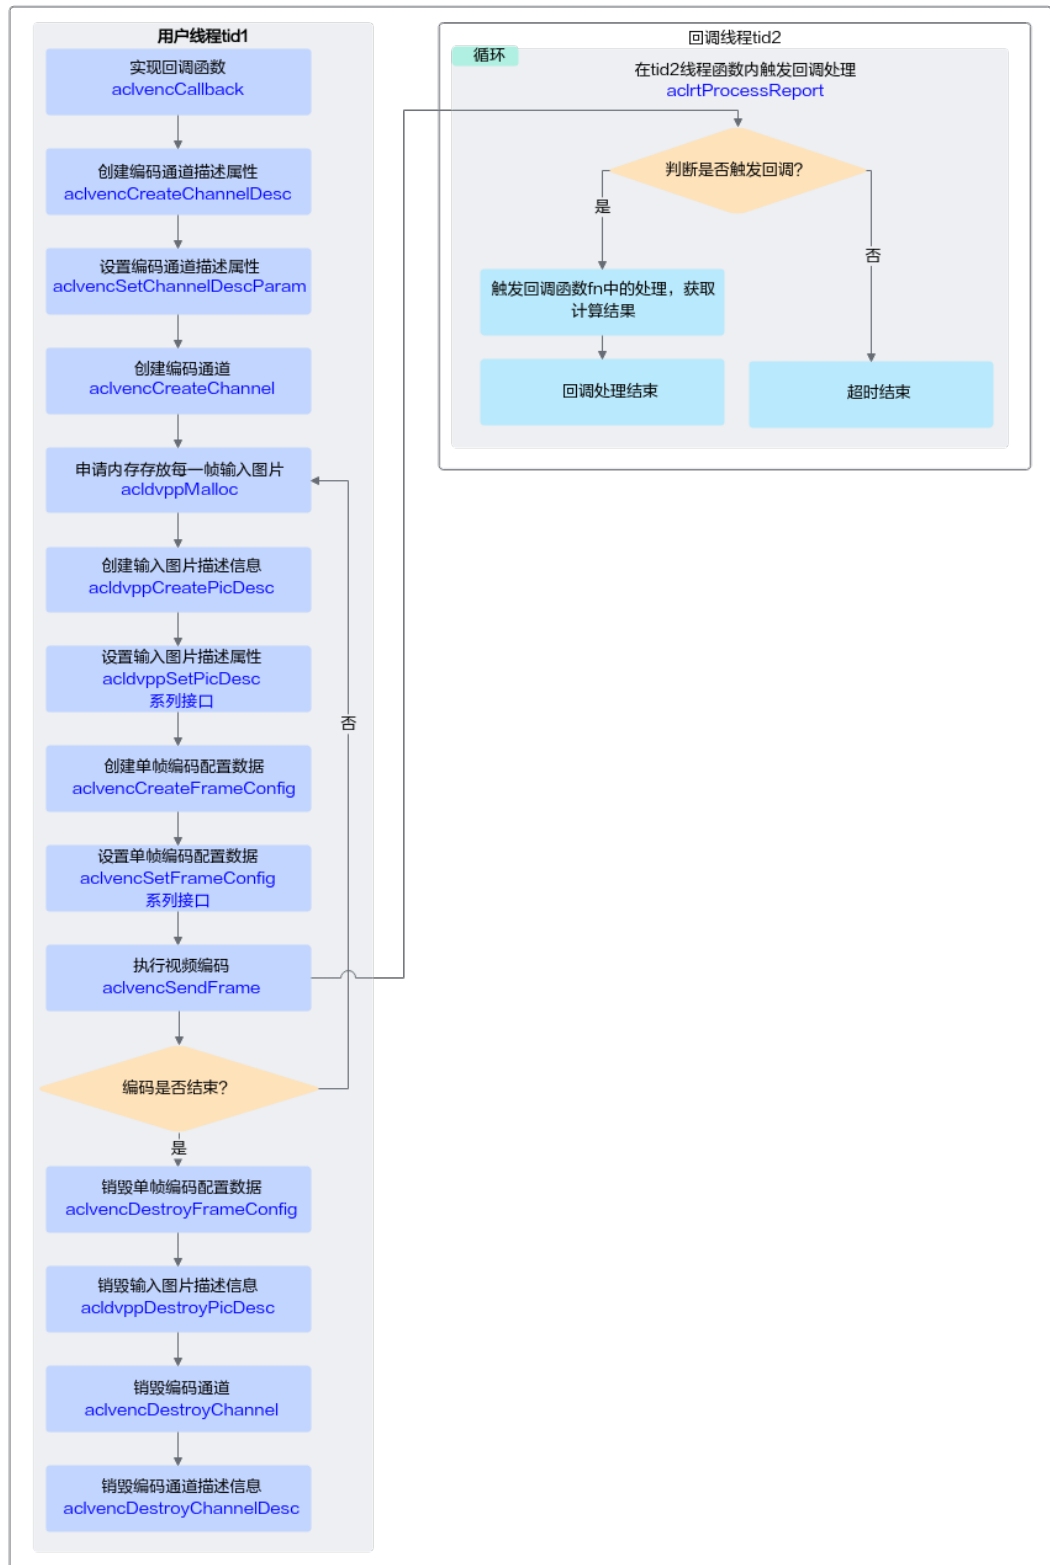 用户线程tid1
实现回调函数
aclvencCallback
创建编码通道描述属性
aclvencCreateChannelDesc
设置编码通道描述属性
aclvencSetChannelDescParam
创建编码通道
aclvencCreateChannel
申请内存存放每一帧输入图片
acldvppMalloc
创建输入图片描述信息
acldvppCreatePicDesc
设置输入图片描述属性
acldvppSetPicDesc
系列接口
否
创建单帧编码配置数据
aclvencCreateFrameConfig
设置单帧编码配置数据
aclvencSetFrameConfig
系列接口
执行视频编码
aclvencSendFrame
编码是否结束?
是
销毁单帧编码配置数据
aclvencDestroyFrameConfig
销毁输入图片描述信息
acldvppDestroyPicDesc
销毁编码通道
aclvencDestroyChannel
销毁编码通道描述信息
aclvencDestroyChannelDesc
回调线程tid2
循环
在tid2线程函数内触发回调处理
aclrtProcessReport
判断是否触发回调?
是
否
触发回调函数fn中的处理，获取
计算结果
回调处理结束
超时结束